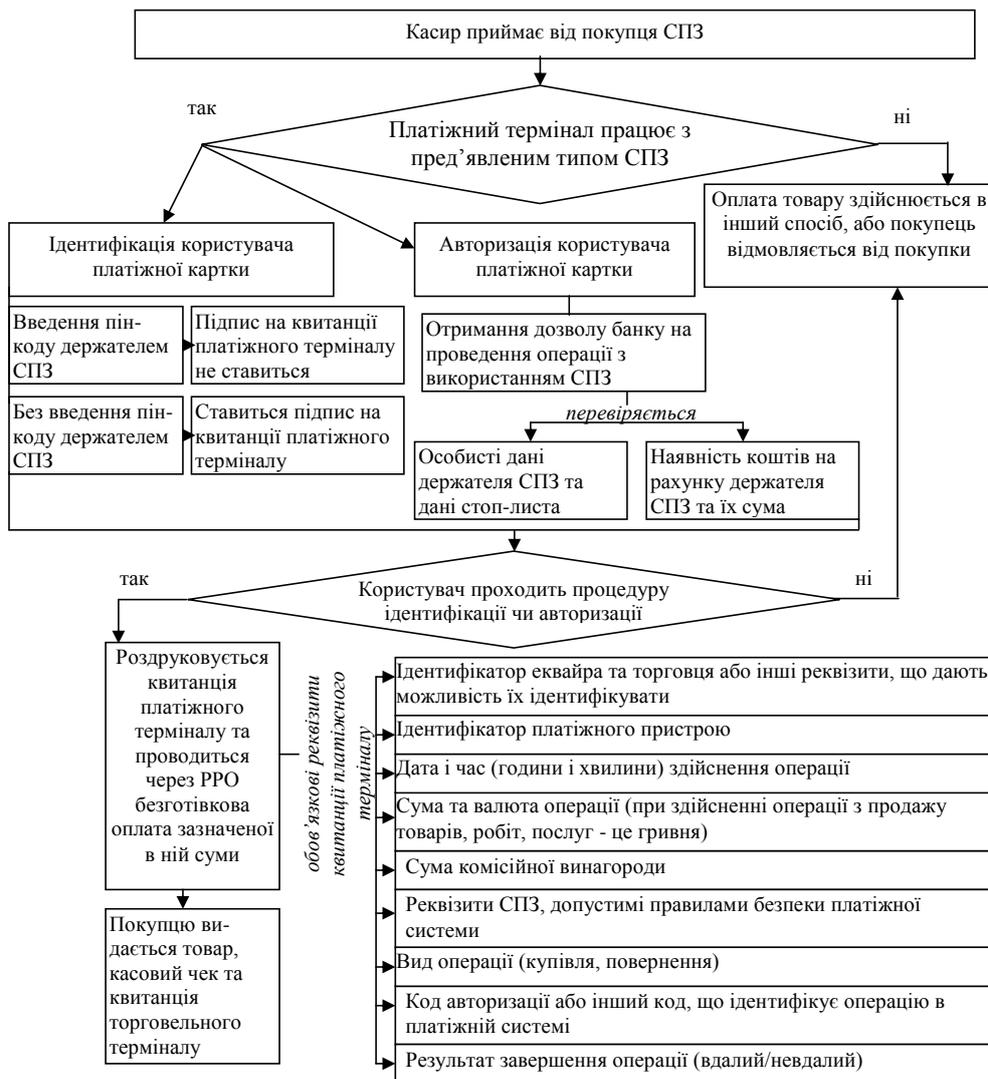 Касир приймає від покупця СПЗ
так
ні
Платіжний термінал працює з
пред’явленим типом СПЗ
Ідентифікація користувача
платіжної картки
Авторизація користувача
платіжної картки
Оплата товару здійснюється в
інший спосіб, або покупець
відмовляється від покупки
Введення пін-
коду держателем
СПЗ
Підпис на квитанції
платіжного терміналу
не ставиться
Без введення пін-
коду держателем
СПЗ
Ставиться підпис на
квитанції платіжного
терміналу
Отримання дозволу банку на
проведення операції з
використанням СПЗ
перевіряється
Особисті дані
держателя СПЗ та
дані стоп-листа
Наявність коштів на
рахунку держателя
СПЗ та їх сума
так
ні
Користувач проходить процедуру
ідентифікації чи авторизації
Роздруковується
квитанція
платіжного
терміналу та
проводиться
через РРО
безготівкова
оплата зазначеної
в ній суми
Покупцю ви-
дається товар,
касовий чек та
квитанція
торговельного
терміналу
обов’язкові реквізити
квитанції платіжного
терміналу
Ідентифікатор еквайра та торговця або інші реквізити, що дають
можливість їх ідентифікувати
Ідентифікатор платіжного пристрою
Дата і час (години і хвилини) здійснення операції
Сума та валюта операції (при здійсненні операції з продажу
товарів, робіт, послуг - це гривня)
Сума комісійної винагороди
Реквізити СПЗ, допустимі правилами безпеки платіжної
системи
Вид операції (купівля, повернення)
Код авторизації або інший код, що ідентифікує операцію в
платіжній системі
Результат завершення операції (вдалий/невдалий)